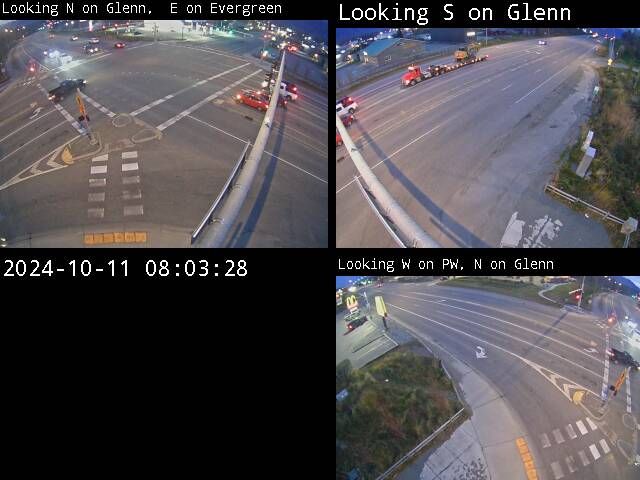 Looking N on Glenn,  E on Evergreen
Looking S on Glenn
2024-10-11 08:03:28
Looking W on PW, N on Glenn